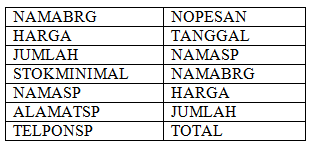 NAMABRG NOPESAN
HARGA TANGGAL
JUMLAH NAMASP
STOKMINIMAL NAMABRG
NAMASP HARGA
ALAMATSP JUMLAH
TELPONSP TOTAL